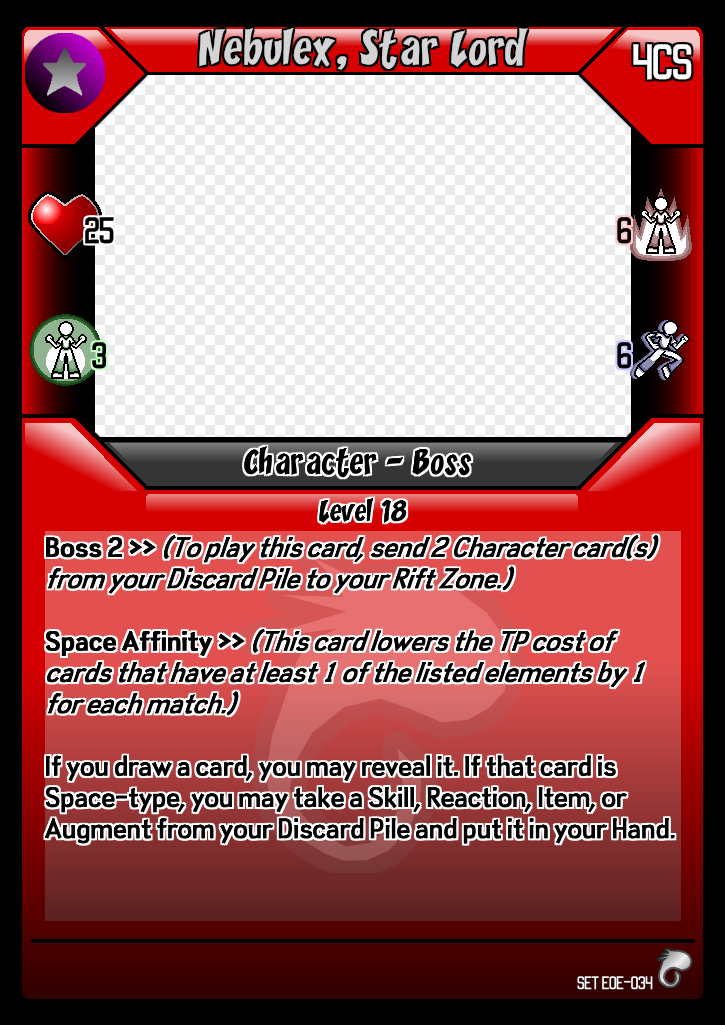 Nebulex, Star Lord
4CS
25
6
3
6
Character - Boss
Level 18
Boss 2 >> (To play this card, send 2 Character card(s)
from your Discard Pile to your Rift Zone.)
Space Affinity >> (This card lowers the TP cost of
cards that have at least 1 of the listed elements by 1
for each match.)
If you draw a card, you may reveal it. If that card is
Space-type, you may take a Skill, Reaction, Item, or
Augment from your Discard Pile and put it in your Hand.
SET EOE-034